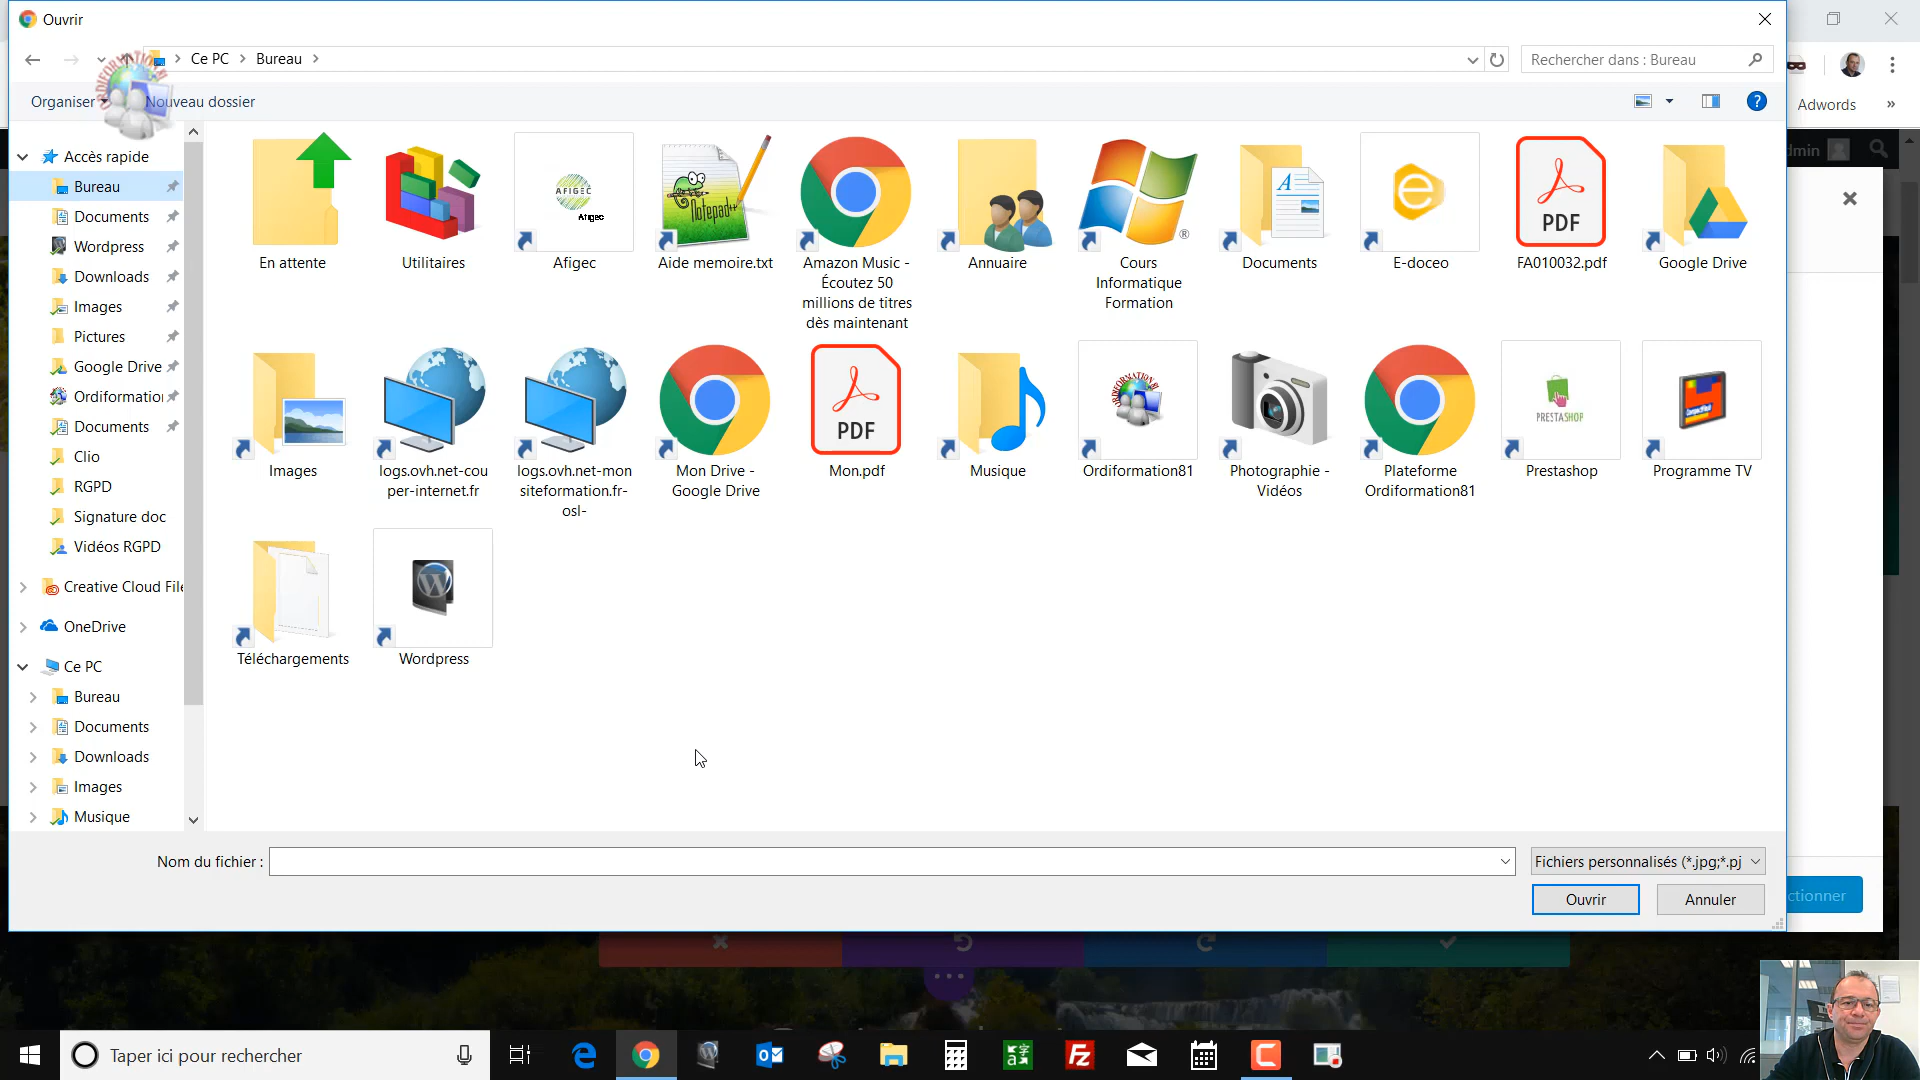 Ouvrir
Ce PC
Bureau
Rechercher dans : Bureau
Organiser
Nouveau dossier
Adwords
»
Accès rapide
Bureau
Documents
Wordpress
Downloads
Images
Pictures
Google Drive
Ordiformatio
Documents
Clio
RGPD
Signature doc
Vidéos RGPD
Creative Cloud File
OneDrive
Ce PC
Bureau
Documents
Downloads
Images
Musique
En attente
Utilitaires
AFIGEC
Afigec
Afigec
Notepad++
Aide memoire.txt
Amazon Music -
Écoutez 50
millions de titres
dès maintenant
Annuaire
Cours
Informatique
Formation
Documents
E-doceo
PDF
FA010032.pdf
Google Drive
Images
logs.ovh.net-cou
per-internet.fr
logs.ovh.net-mon
siteformation.fr-
osl-
Mon Drive -
Google Drive
PDF
Mon.pdf
Musique
ORDIFORMATION81
Ordiformation81
Photographie -
Vidéos
Plateforme
Ordiformation81
PRESTASHOP
Prestashop
Programme TV
Téléchargements
Wordpress
dmin
Nom du fichier :
Fichiers personnalisés (*.jpg;*.pj
Ouvrir
Annuler
ctionner
Taper ici pour rechercher